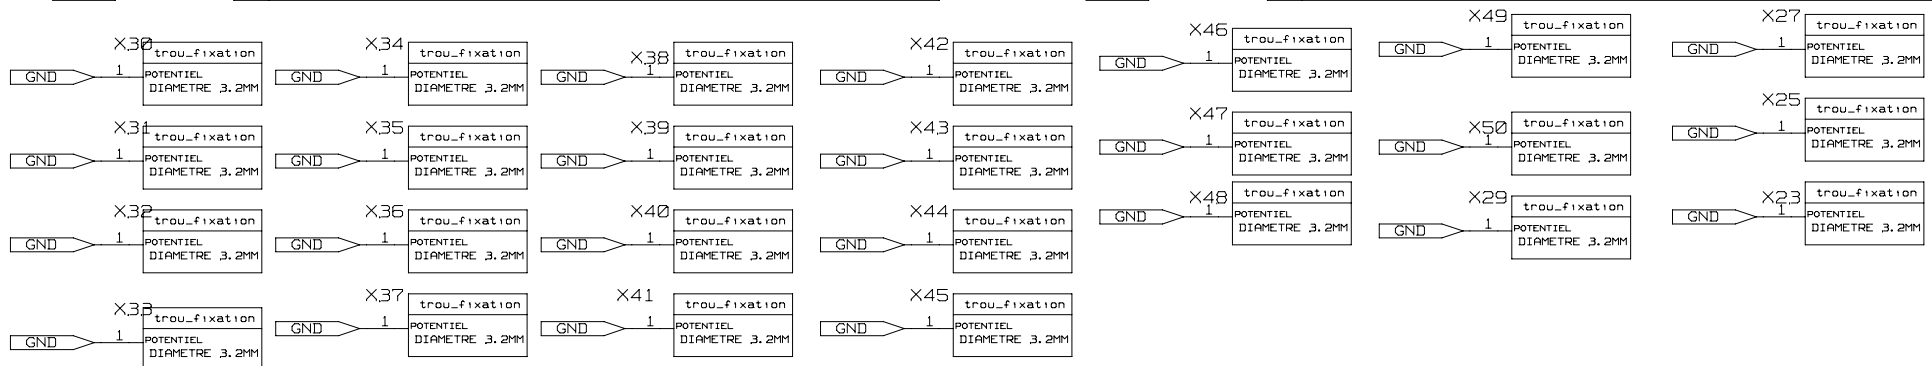 X30
trou_fixation
GND
1
POTENTIEL
DIAMETRE 3.2MM
X34
trou_fixation
GND
1
POTENTIEL
DIAMETRE 3.2MM
X38
trou_fixation
GND
1
POTENTIEL
DIAMETRE 3.2MM
X42
trou_fixation
GND
1
POTENTIEL
DIAMETRE 3.2MM
X46
trou_fixation
GND
1
POTENTIEL
DIAMETRE 3.2MM
X49
trou_fixation
GND
1
POTENTIEL
DIAMETRE 3.2MM
X27
trou_fixation
GND
1
POTENTIEL
DIAMETRE 3.2MM
X31
trou_fixation
GND
1
POTENTIEL
DIAMETRE 3.2MM
X35
trou_fixation
GND
1
POTENTIEL
DIAMETRE 3.2MM
X39
trou_fixation
GND
1
POTENTIEL
DIAMETRE 3.2MM
X43
trou_fixation
GND
1
POTENTIEL
DIAMETRE 3.2MM
X47
trou_fixation
GND
1
POTENTIEL
DIAMETRE 3.2MM
X50
trou_fixation
GND
1
POTENTIEL
DIAMETRE 3.2MM
X25
trou_fixation
GND
1
POTENTIEL
DIAMETRE 3.2MM
X32
trou_fixation
GND
1
POTENTIEL
DIAMETRE 3.2MM
X36
trou_fixation
GND
1
POTENTIEL
DIAMETRE 3.2MM
X40
trou_fixation
GND
1
POTENTIEL
DIAMETRE 3.2MM
X44
trou_fixation
GND
1
POTENTIEL
DIAMETRE 3.2MM
X48
trou_fixation
GND
1
POTENTIEL
DIAMETRE 3.2MM
X29
trou_fixation
GND
1
POTENTIEL
DIAMETRE 3.2MM
X23
trou_fixation
GND
1
POTENTIEL
DIAMETRE 3.2MM
X33
trou_fixation
GND
1
POTENTIEL
DIAMETRE 3.2MM
X37
trou_fixation
GND
1
POTENTIEL
DIAMETRE 3.2MM
X41
trou_fixation
GND
1
POTENTIEL
DIAMETRE 3.2MM
X45
trou_fixation
GND
1
POTENTIEL
DIAMETRE 3.2MM